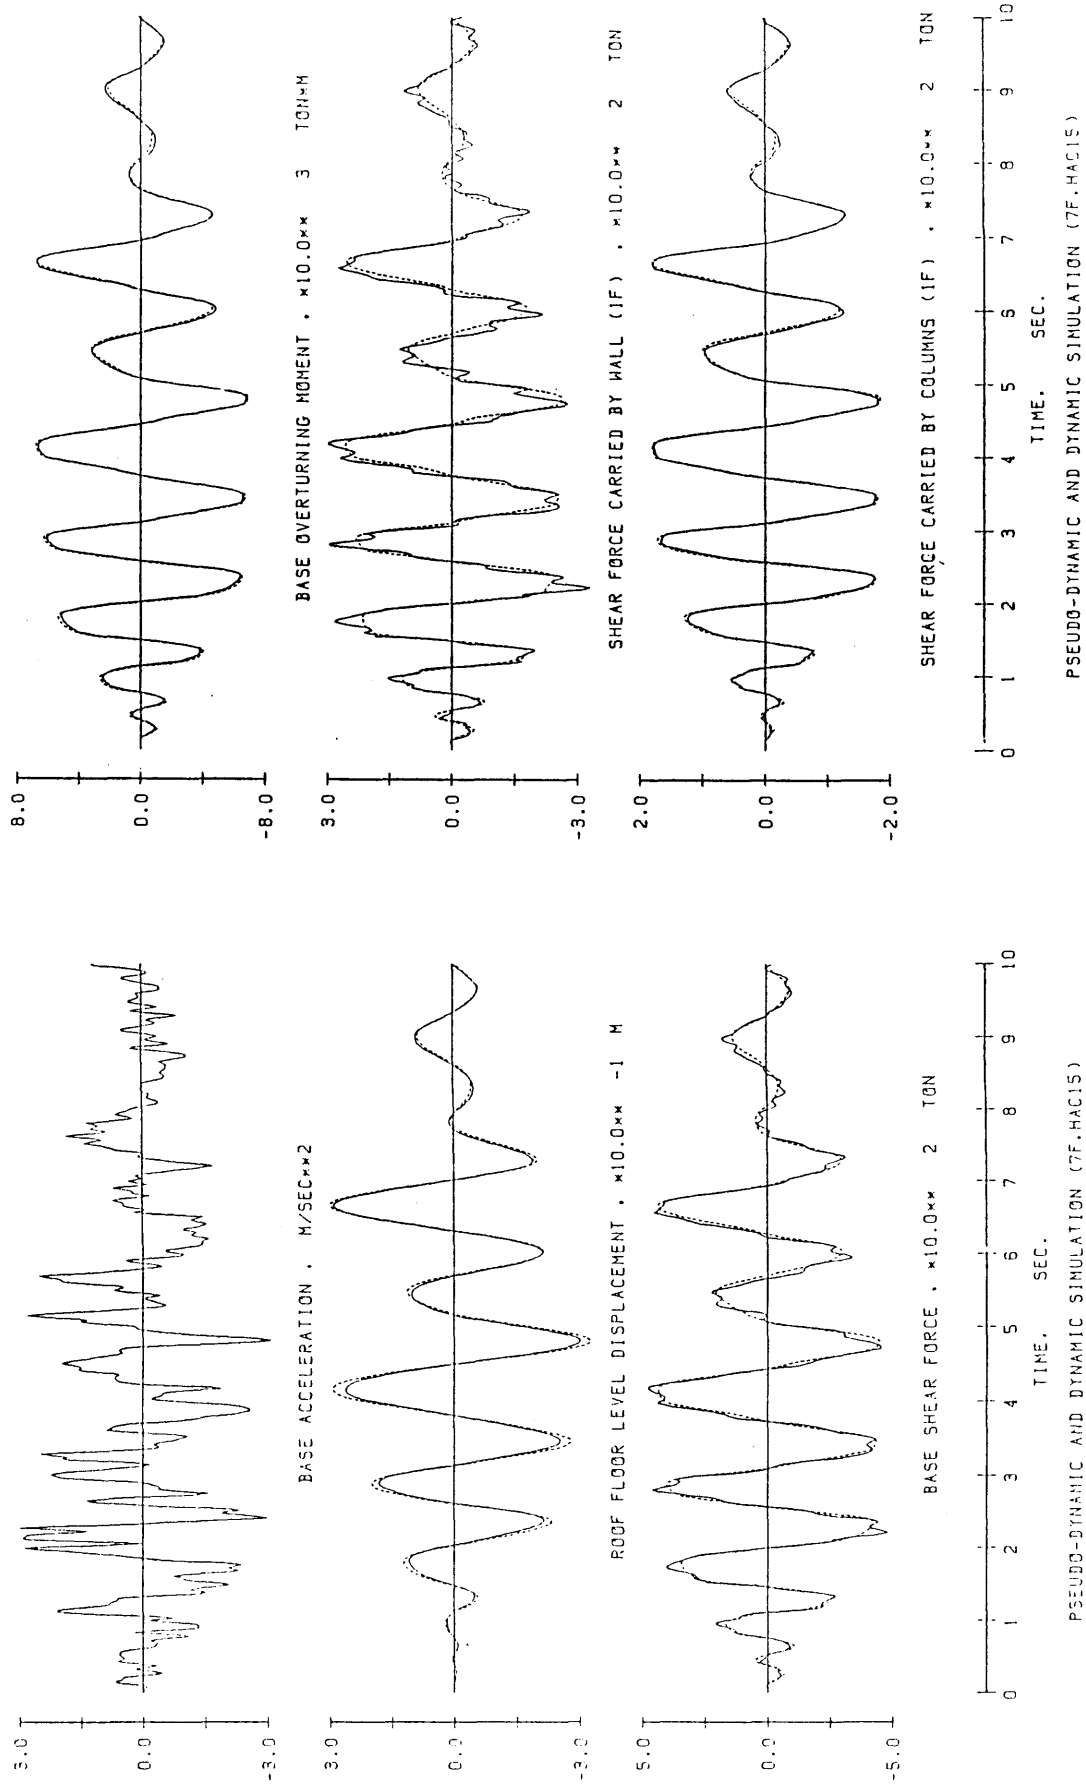 3.0
0.0
-3.0
BASE ACCELERATION , M/SEC**2
3.0
0.0
-3.0
ROOF FLOOR LEVEL DISPLACEMENT , *10.0** -1 M
5.0
0.0
-5.0
BASE SHEAR FORCE , *10.0** 2 TON
0 1 2 3 4 5 6 7 8 9 10
TIME, SEC.
PSEUDO-DYNAMIC AND DYNAMIC SIMULATION (7F.HAC15)
8.0
0.0
-8.0
BASE OVERTURNING MOMENT , *10.0** 3 TON*M
3.0
0.0
-3.0
SHEAR FORCE CARRIED BY WALL (1F) , *10.0** 2 TON
2.0
0.0
-2.0
SHEAR FORCE CARRIED BY COLUMNS (1F) , *10.0** 2 TON
0 1 2 3 4 5 6 7 8 9 10
TIME, SEC.
PSEUDO-DYNAMIC AND DYNAMIC SIMULATION (7F.HAC15)